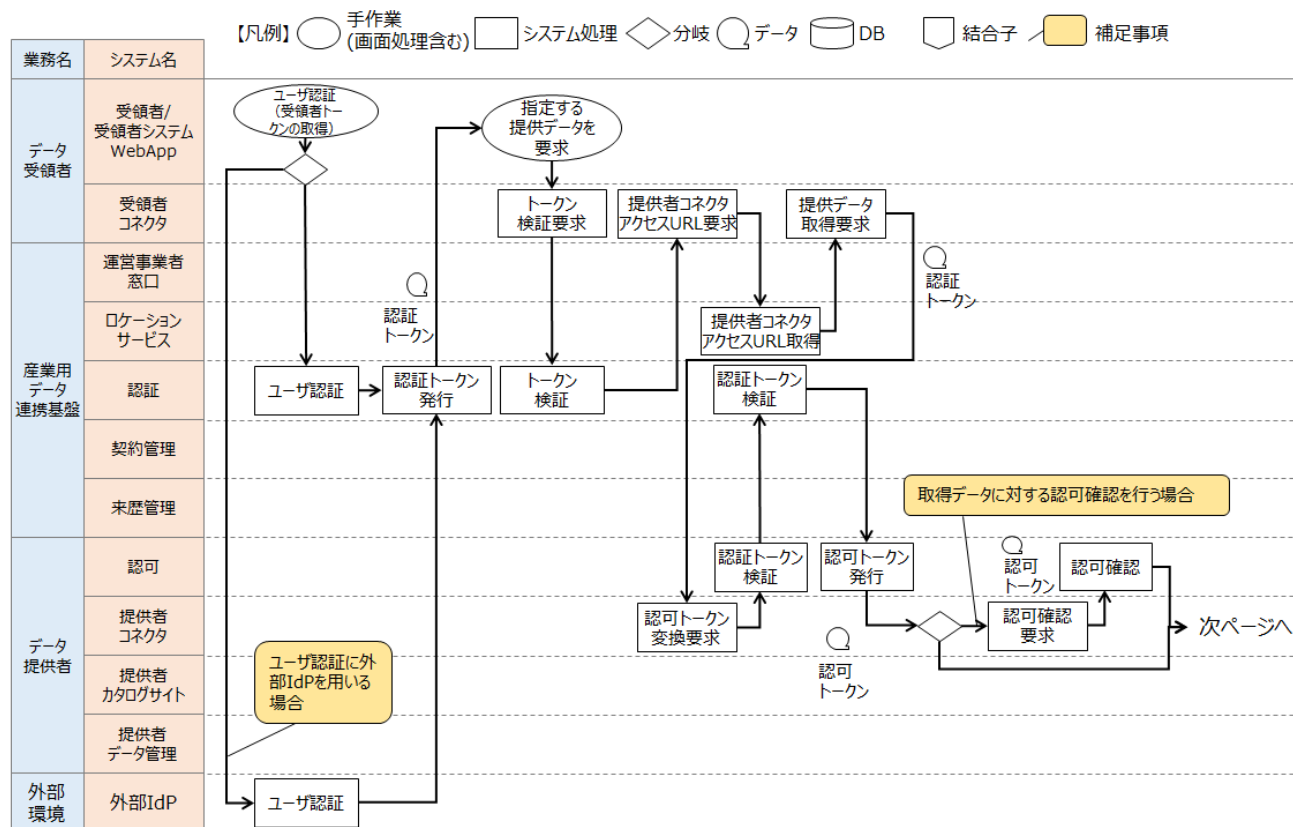 【凡例】
手作業
(画面処理含む)
システム処理
分岐
データ
DB
結合子
補足事項
業務名
システム名
データ
受領者
受領者/
受領者システム
WebApp
受領者
コネクタ
産業用
データ
連携基盤
運営事業者
窓口
ロケーション
サービス
認証
契約管理
来歴管理
データ
提供者
認可
提供者
コネクタ
提供者
カタログサイト
提供者
データ管理
外部
環境
外部IdP
ユーザ認証
(受領者トー
クンの取得)
指定する
提供データを
要求
トークン
検証要求
提供者コネクタ
アクセスURL要求
提供データ
取得要求
認証
トークン
認証
トークン
提供者コネクタ
アクセスURL取得
ユーザ認証
認証トークン
発行
トークン
検証
認証トークン
検証
取得データに対する認可確認を行う場合
認証トークン
検証
認可トークン
発行
認可
トークン
認可確認
認可トークン
変換要求
認可
トークン
認可確認
要求
次ページへ
ユーザ認証に外
部IdPを用いる
場合
ユーザ認証